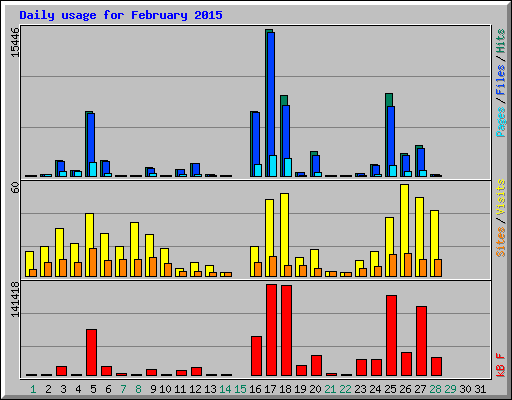 Daily usage for February 2015
15446
Pages / Files / Hits
60
Sites / Visits
141418
kB F
1 2 3 4 5 6 7 8 9 10 11 12 13 14 15 16 17 18 19 20 21 22 23 24 25 26 27 28 29 30 31